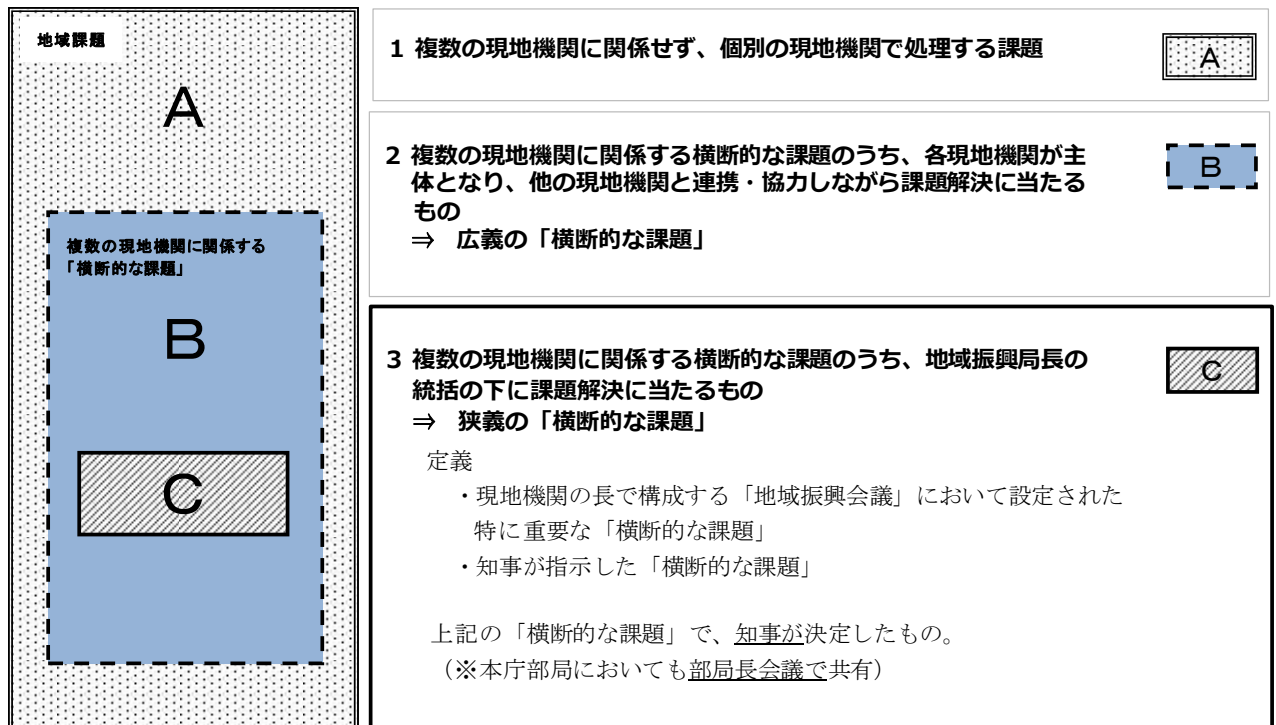 地域課題
A
複数の現地機関に関係する
「横断的な課題」
B
C
1 複数の現地機関に関係せず、個別の現地機関で処理する課題
A
2 複数の現地機関に関係する横断的な課題のうち、各現地機関が主
体となり、他の現地機関と連携・協力しながら課題解決に当たる
もの
⇒ 広義の「横断的な課題」
B
3 複数の現地機関に関係する横断的な課題のうち、地域振興局長の
統括の下に課題解決に当たるもの
⇒ 狭義の「横断的な課題」
C
定義
・現地機関の長で構成する「地域振興会議」において設定された
特に重要な「横断的な課題」
・知事が指示した「横断的な課題」
上記の「横断的な課題」で、知事が決定したもの。
（※本庁部局においても部局長会議で共有）